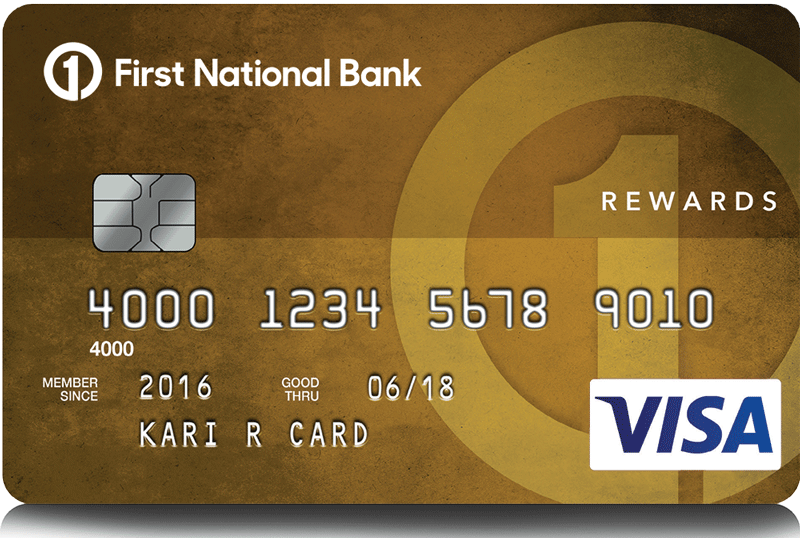 1 First National Bank
REWARDS
4000 1234 5678 9010
4000
MEMBER SINCE 2016 GOOD THRU 06/18
KARI R CARD
VISA